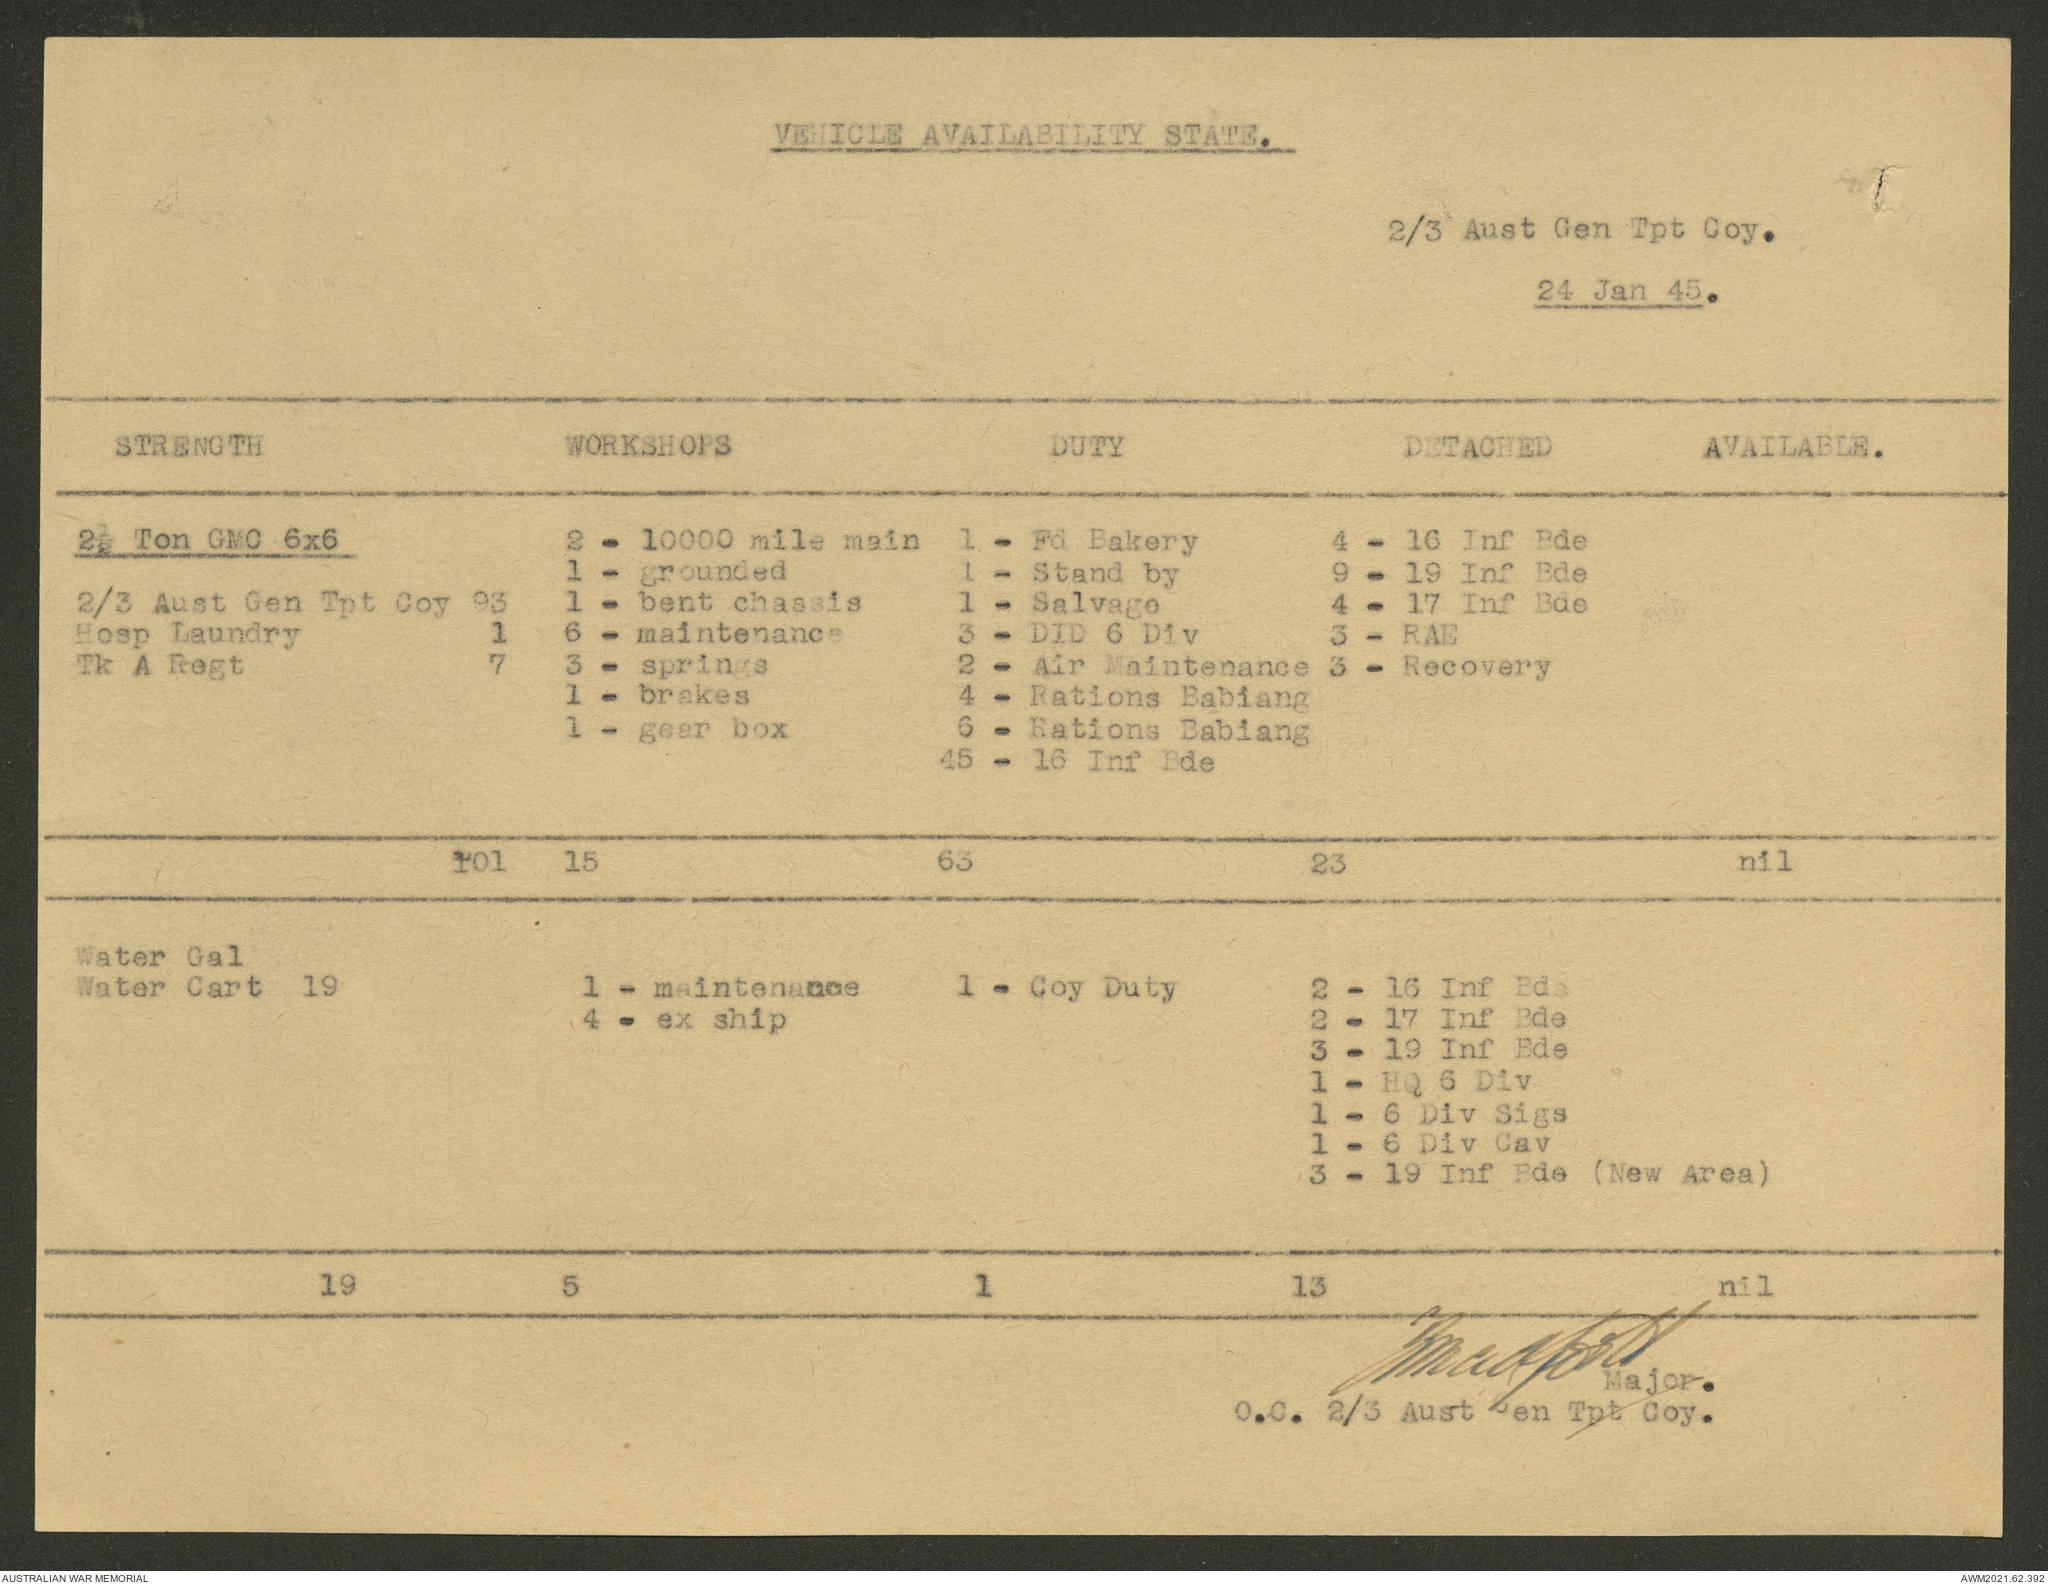 VEHICLE AVAILABILITY STATE.
2/3 Aust Gen Tpt Coy.
24 Jan 45.
STRENGTH WORKSHOPS DUTY DETACHED AVAILABLE.
2½ Ton GMC 6x6 2 - 10000 mile main 1 - Fd Bakery 4 - 16 Inf Bde
1 - grounded 1 - Stand by 9 - 19 Inf Bde
2/3 Aust Gen Tpt Coy 93 1 - bent chassis 1 - Salvage 4 - 17 Inf Bde
Hosp Laundry 1 6 - maintenance 3 - DID 6 Div 3 - RAE
Tk A Regt 7 3 - springs 2 - Air Maintenance 3 - Recovery
1 - brakes 4 - Rations Babiang
1 - gear box 6 - Rations Babiang
45 - 16 Inf Bde
101 15 63 23 nil
Water Gal
Water Cart 19 1 - maintenance 1 - Coy Duty 2 - 16 Inf Bde
4 - ex ship 2 - 17 Inf Bde
3 - 19 Inf Bde
1 - HQ 6 Div
1 - 6 Div Sigs
1 - 6 Div Cav
3 - 19 Inf Bde (New Area)
19 5 1 13 nil
Major.
O.C. 2/3 Aust Gen Tpt Coy.
AUSTRALIAN WAR MEMORIAL AWM2021.62.392